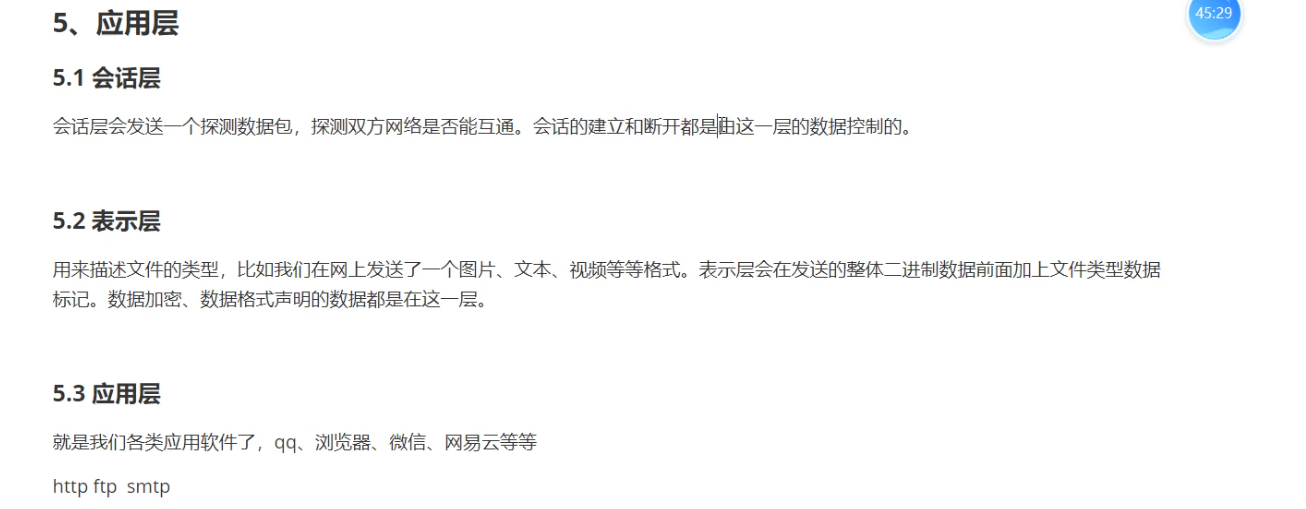 5、应用层
45:29
5.1 会话层
会话层会发送一个探测数据包，探测双方网络是否能互通。会话的建立和断开都是由这一层的数据控制的。
5.2 表示层
用来描述文件的类型，比如我们在网上发送了一个图片、文本、视频等等格式。表示层会在发送的整体二进制数据前面加上文件类型数据
标记。数据加密、数据格式声明的数据都是在这一层。
5.3 应用层
就是我们各类应用软件了，qq、浏览器、微信、网易云等等
http ftp  smtp